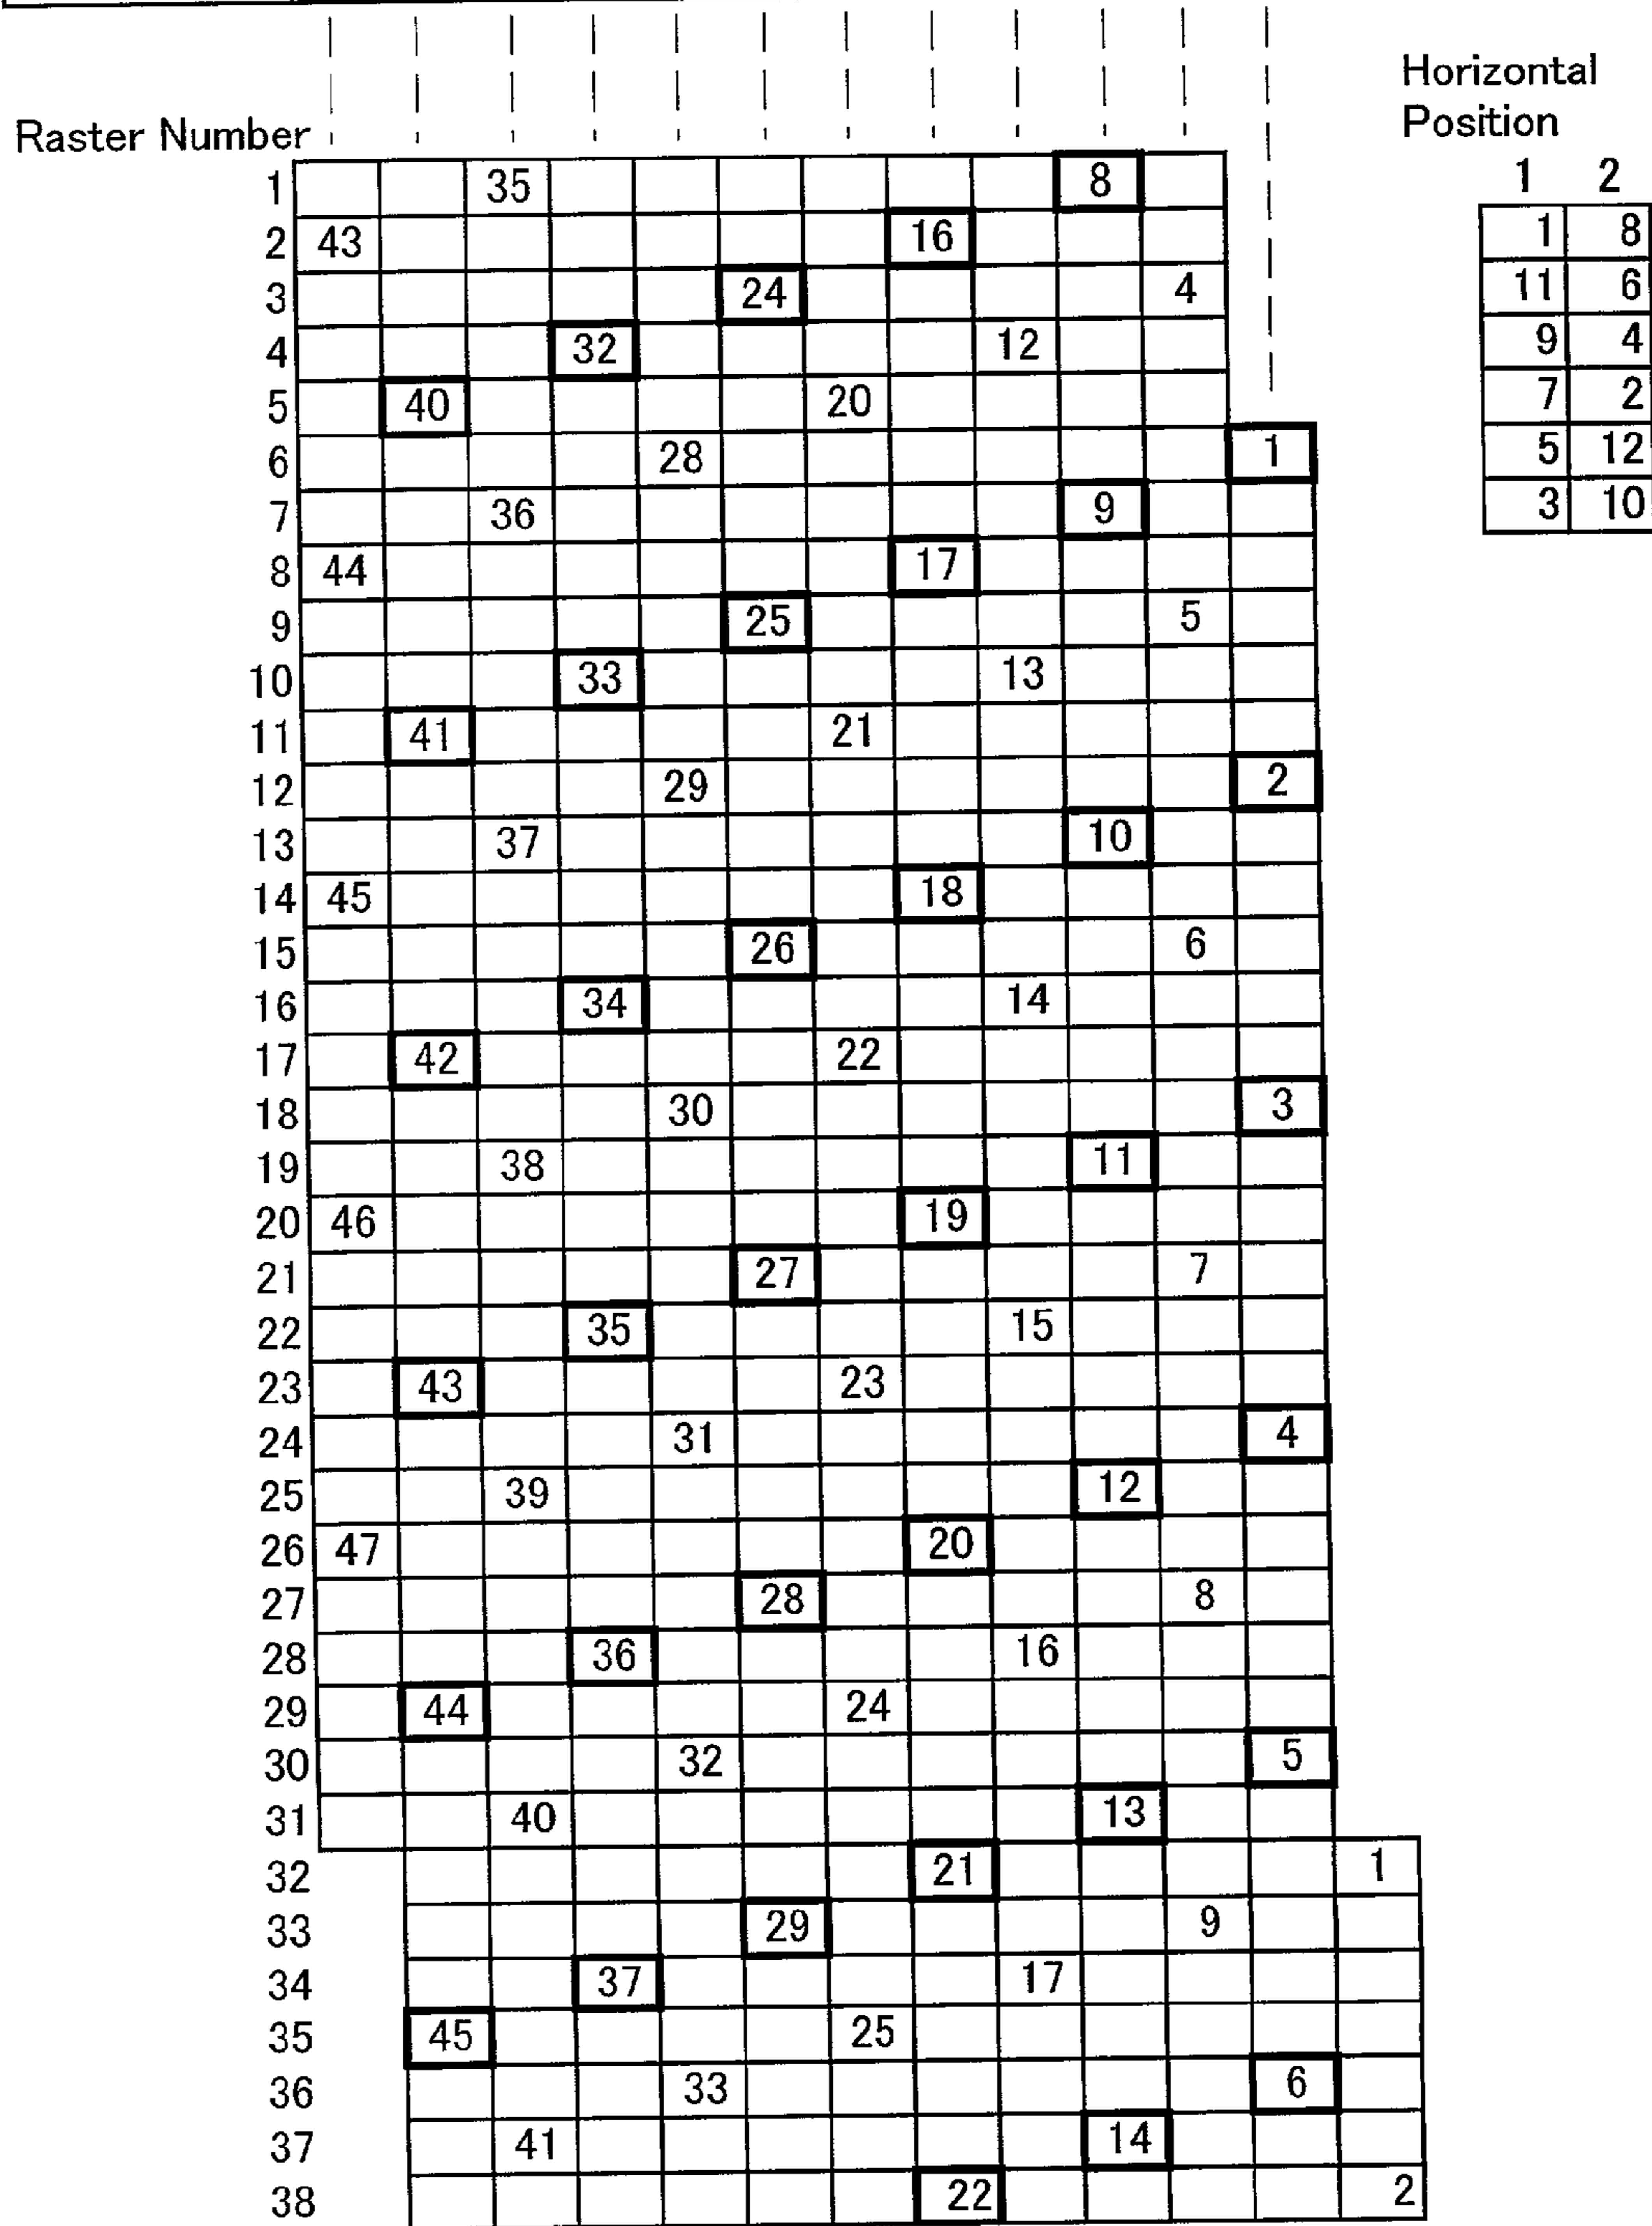 Horizontal
Raster Number Position
1 35 8 1 2
2 43 16 1 8
3 24 4 11 6
4 32 12 9 4
5 40 20 7 2
6 28 1 5 12
7 36 9 3 10
8 44 17
9 25 5
10 33 13
11 41 21
12 29 2
13 37 10
14 45 18
15 26 6
16 34 14
17 42 22
18 30 3
19 38 11
20 46 19
21 27 7
22 35 15
23 43 23
24 31 4
25 39 12
26 47 20
27 28 8
28 36 16
29 44 24
30 32 5
31 40 13
32 21 1
33 29 9
34 37 17
35 45 25
36 33 6
37 41 14
38 22 2